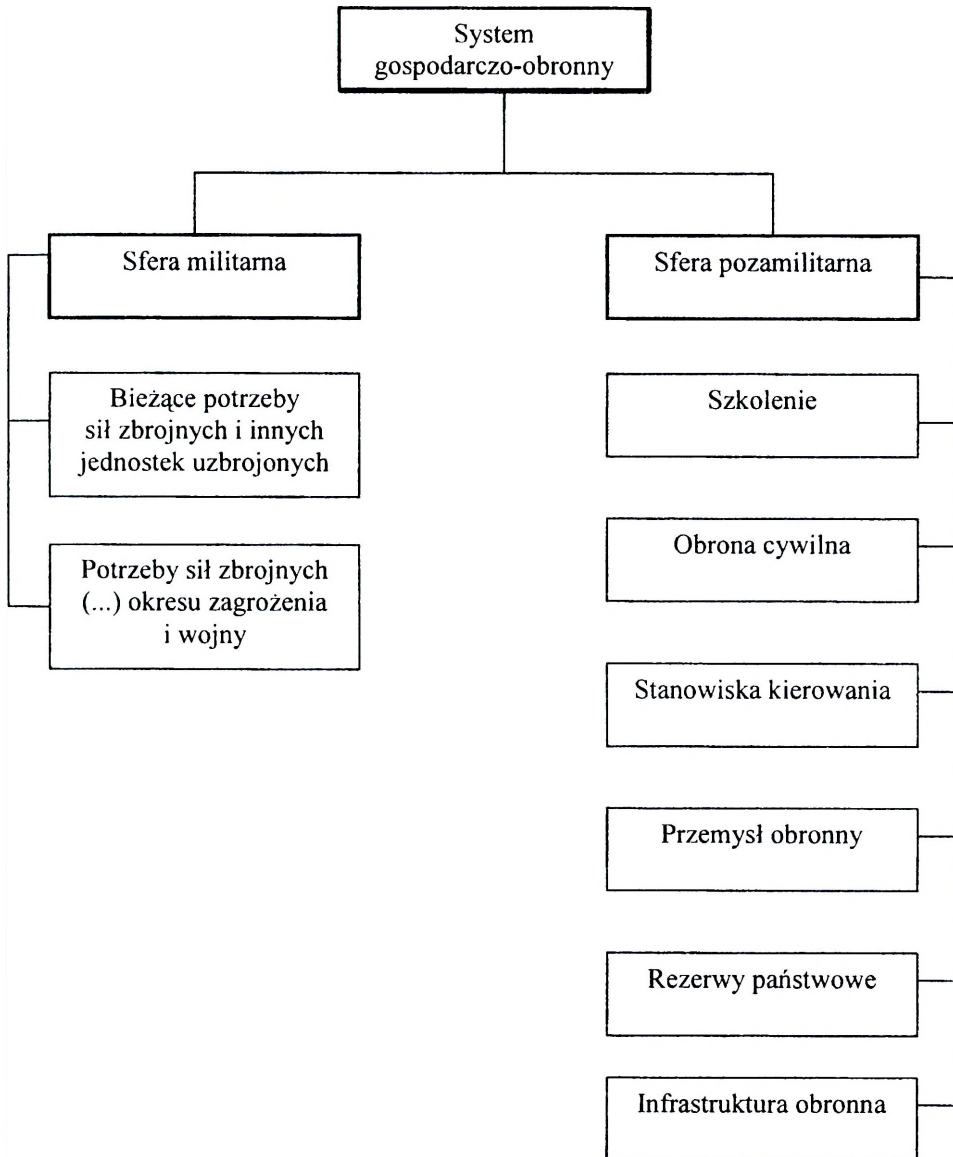 System
gospodarczo-obronny
Sfera militarna
Bieżące potrzeby
sił zbrojnych i innych
jednostek uzbrojonych
Potrzeby sił zbrojnych
(...) okresu zagrożenia
i wojny
Sfera pozamilitarna
Szkolenie
Obrona cywilna
Stanowiska kierowania
Przemysł obronny
Rezerwy państwowe
Infrastruktura obronna